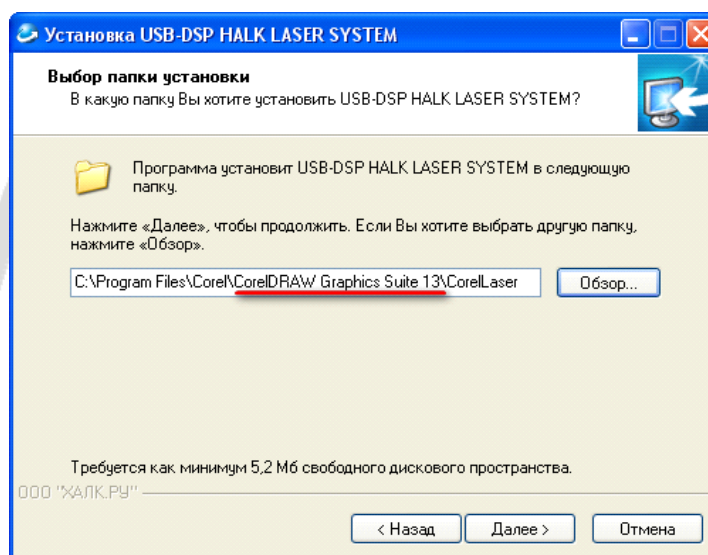 Установка USB-DSP HALK LASER SYSTEM
Выбор папки установки
В какую папку Вы хотите установить USB-DSP HALK LASER SYSTEM?
Программа установит USB-DSP HALK LASER SYSTEM в следующую
папку.
Нажмите «Далее», чтобы продолжить. Если Вы хотите выбрать другую папку,
нажмите «Обзор».
C:\Program Files\Corel\CorelDRAW Graphics Suite 13\CorelLaser
Обзор...
Требуется как минимум 5,2 Мб свободного дискового пространства.
ООО "ХАЛК.РУ"
< Назад
Далее >
Отмена